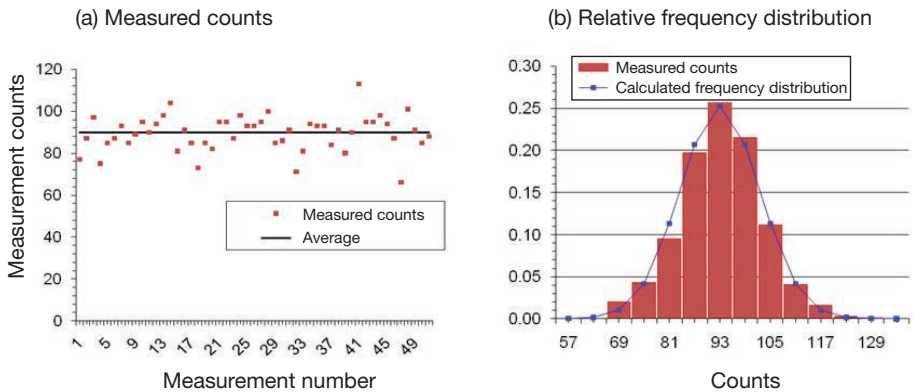 (a) Measured counts
Measurement counts
120
100
80
60
40
20
0
Measured counts
Average
1
5
9
13
17
21
25
29
33
37
41
45
49
Measurement number
(b) Relative frequency distribution
0.30
0.25
0.20
0.15
0.10
0.05
0.00
Measured counts
Calculated frequency distribution
57 69 81 93 105 117 129
Counts